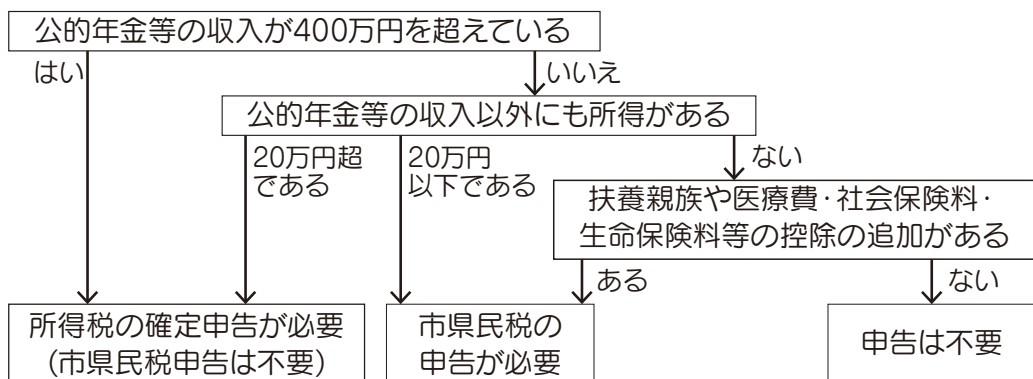 公的年金等の収入が400万円を超えている
はい
いいえ
公的年金等の収入以外にも所得がある
20万円超
である
20万円
以下である
ない
扶養親族や医療費・社会保険料・
生命保険料等の控除の追加がある
ある
ない
所得税の確定申告が必要
(市県民税申告は不要)
市県民税の
申告が必要
申告は不要